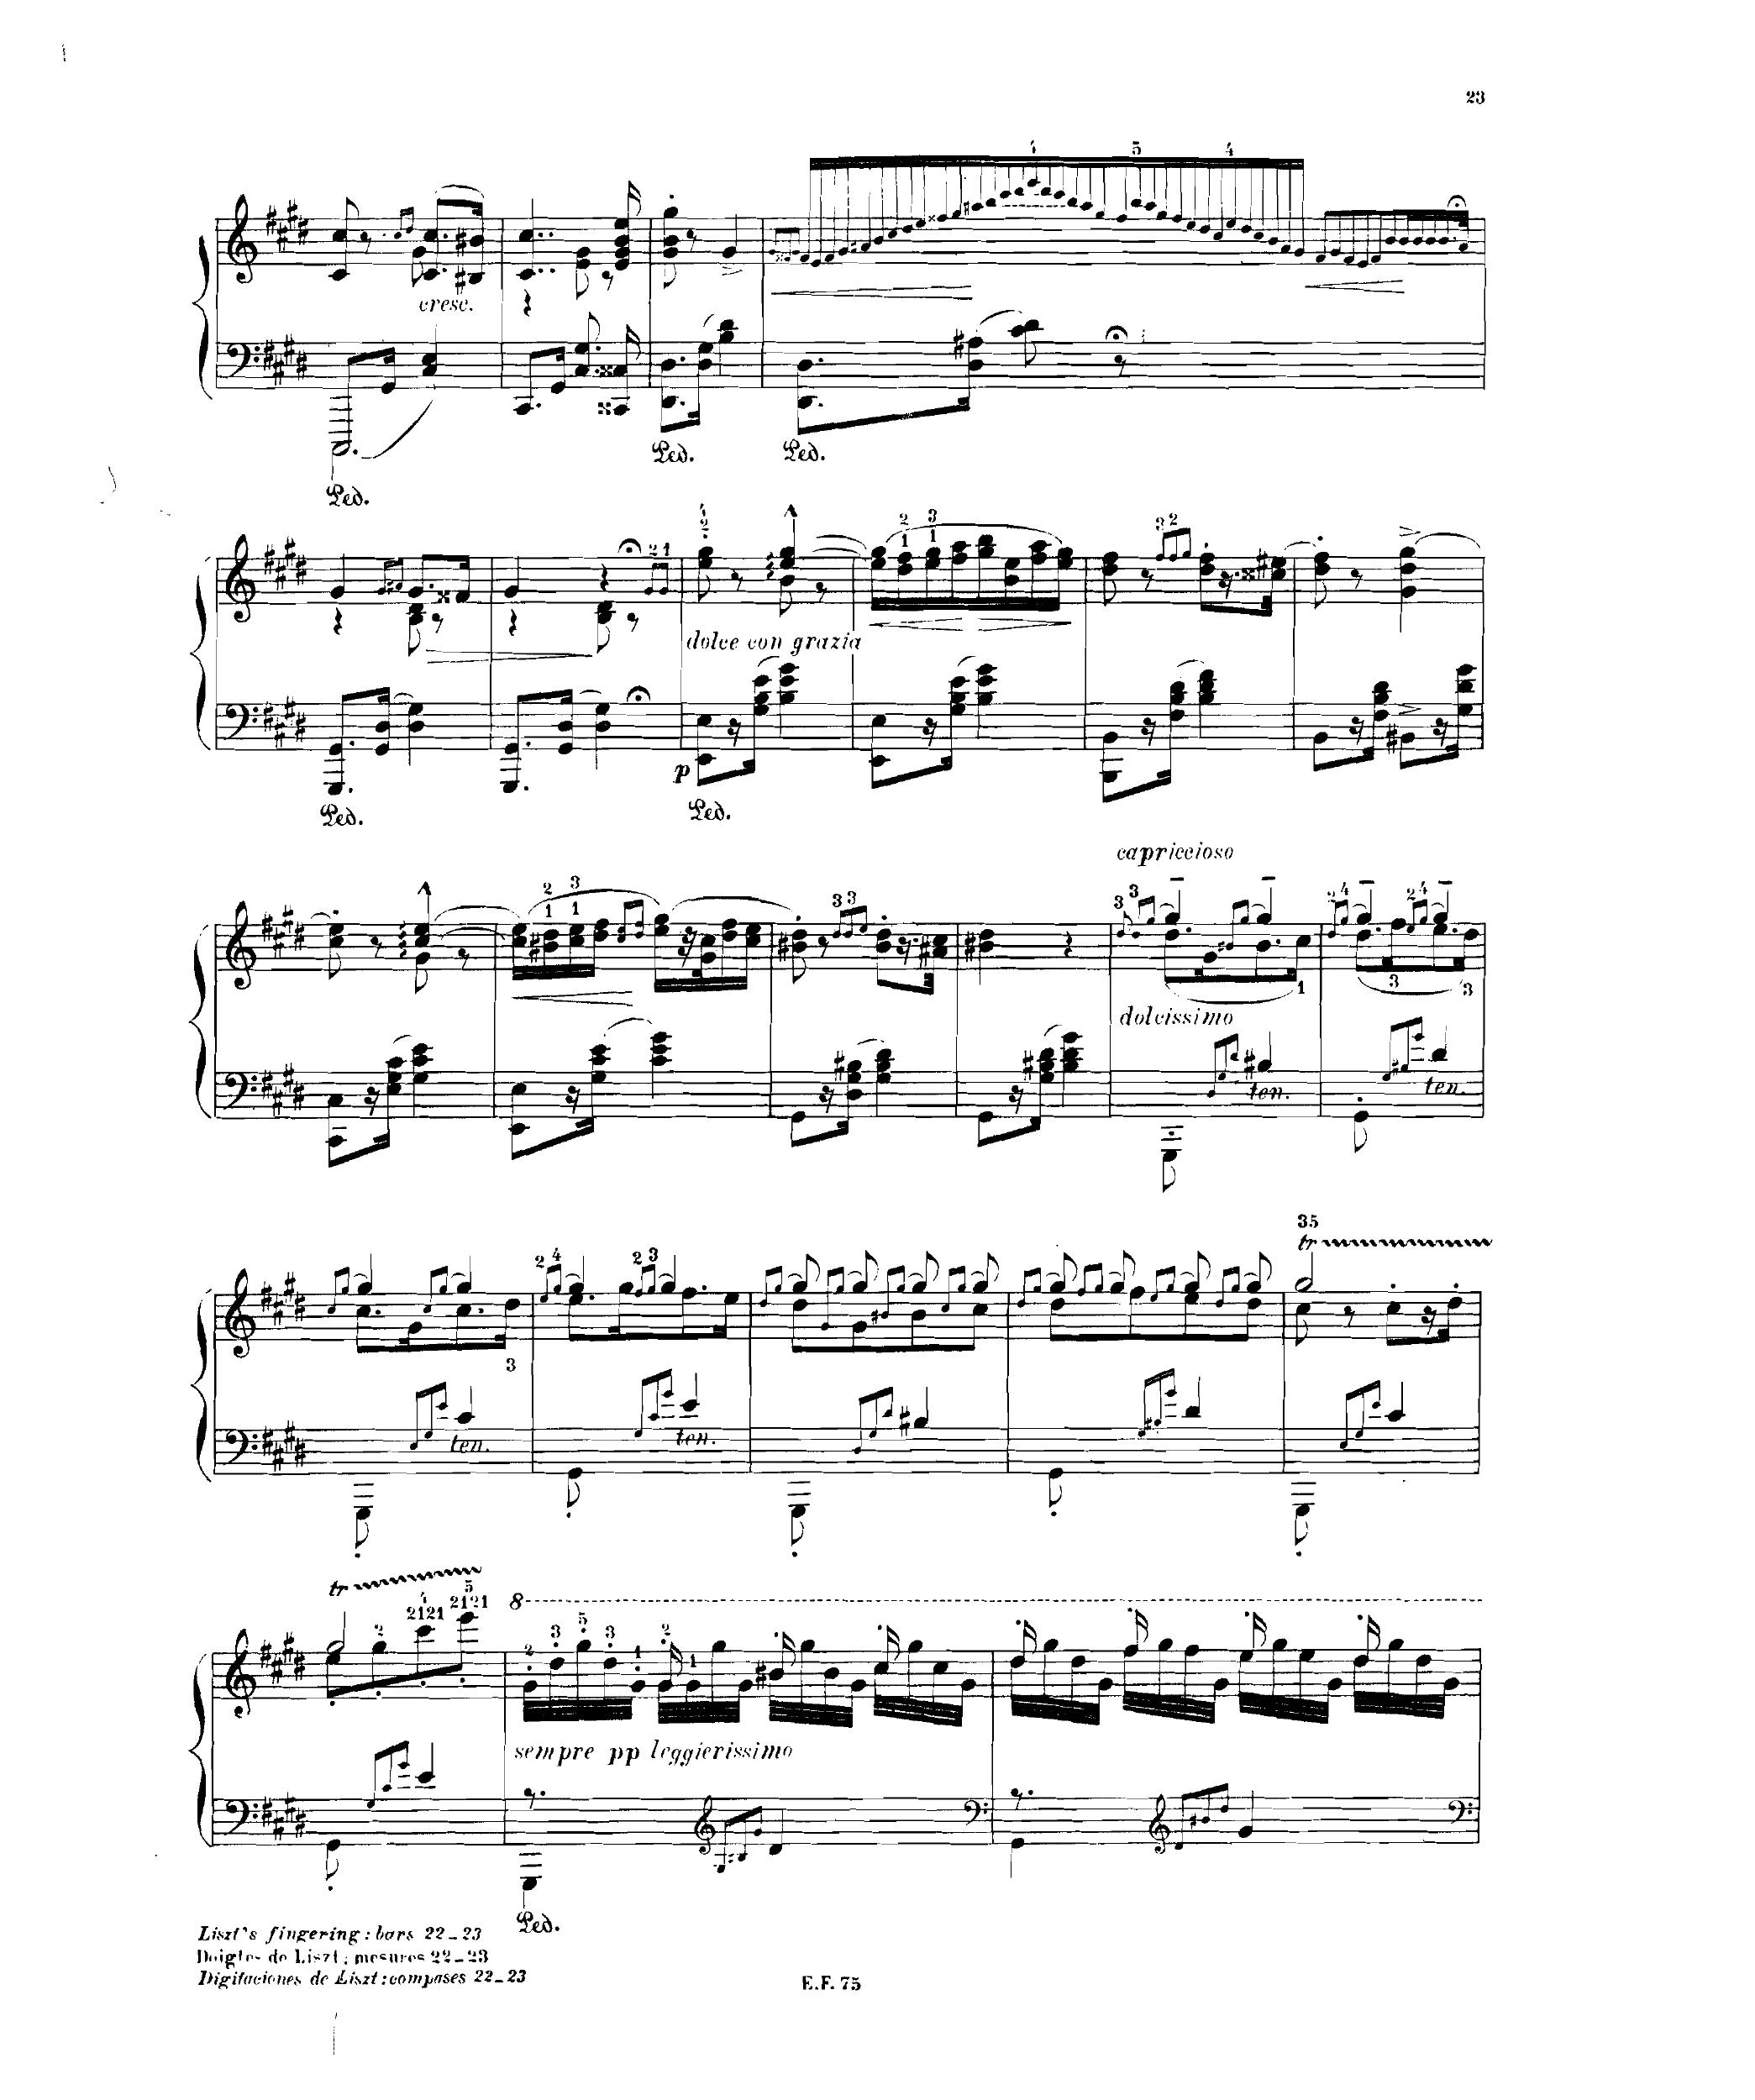 23
4 5 4
cresc.
Ped. Ped. Ped.
2 1 4 2 2 1 3 1 3 2
dolce con grazia
p
Ped. Ped.
capriccioso
2 1 3 1 3 3 3 3 2 4 2 4
1 3 3
dolcissimo
ten. ten.
35
2 4 2 3 tr
3
ten. ten.
tr
2 4 2121 5 2121 8
2 3 5 3 1 2 1
sempre pp leggierissimo
Ped.
Liszt's fingering: bars 22-23
Doigtes de Liszt: mesures 22-23
Digitaciones de Liszt: compases 22-23
E.F. 75